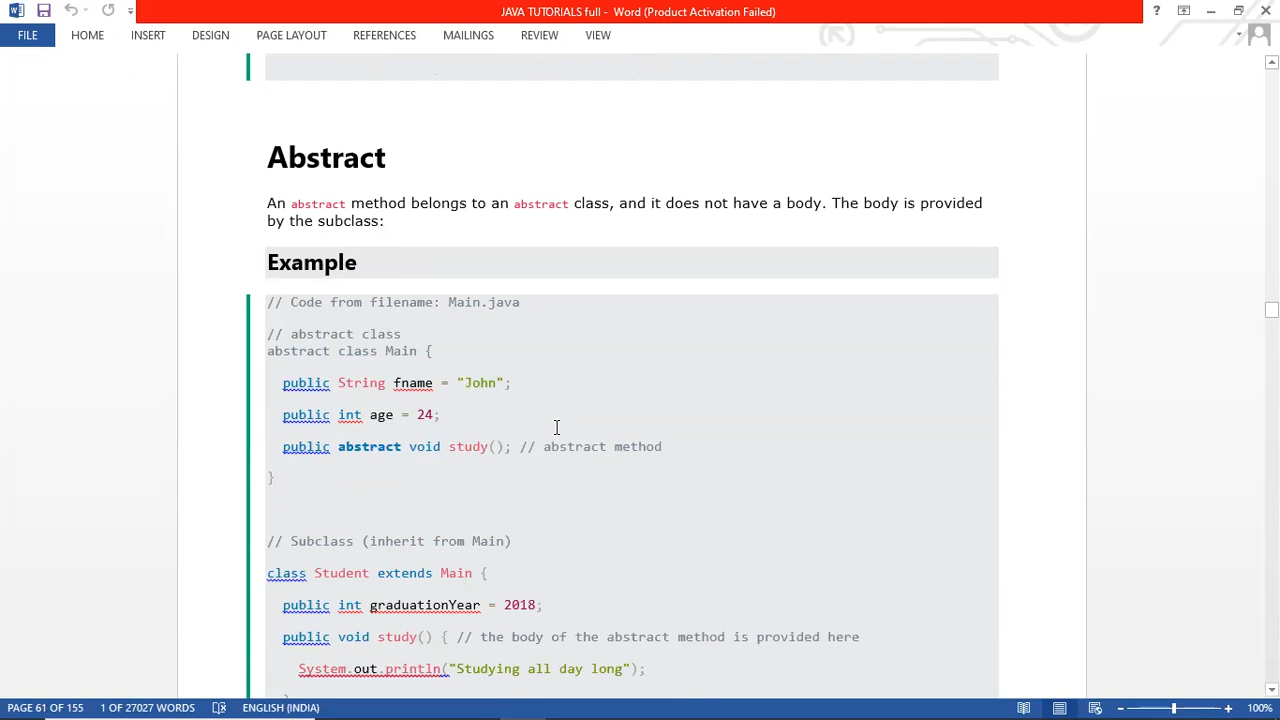 JAVA TUTORIALS full - Word (Product Activation Failed)
FILE HOME INSERT DESIGN PAGE LAYOUT REFERENCES MAILINGS REVIEW VIEW
Abstract
An abstract method belongs to an abstract class, and it does not have a body. The body is provided
by the subclass:
Example
// Code from filename: Main.java
// abstract class
abstract class Main {
public String fname = "John";
public int age = 24;
public abstract void study(); // abstract method
}
// Subclass (inherit from Main)
class Student extends Main {
public int graduationYear = 2018;
public void study() { // the body of the abstract method is provided here
System.out.println("Studying all day long");
PAGE 61 OF 155 1 OF 27027 WORDS ENGLISH (INDIA) 100%